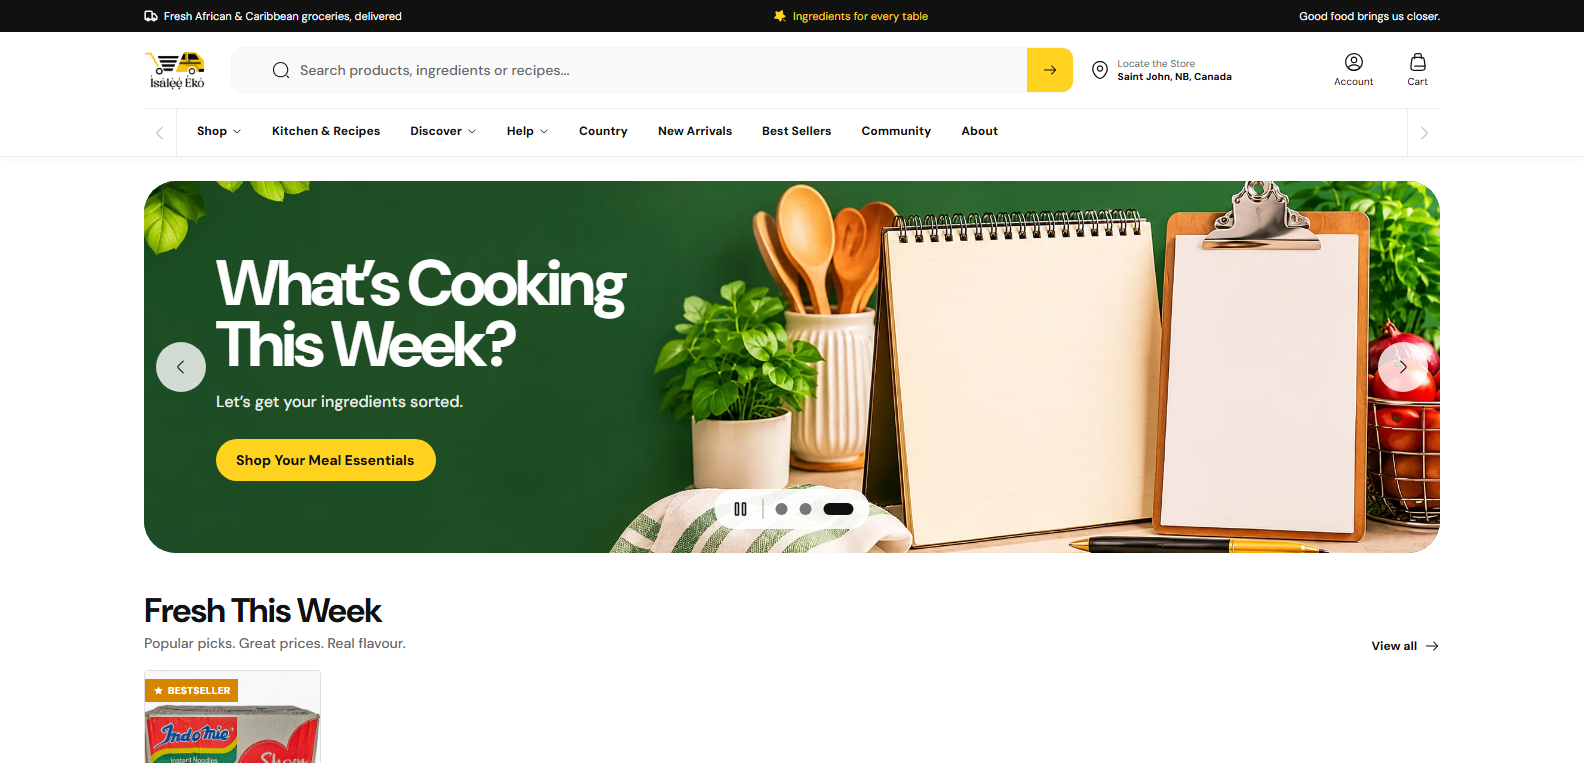 Fresh African & Caribbean groceries, delivered
Ingredients for every table
Good food brings us closer.
Ìsàlẹ̀ Èkó
Search products, ingredients or recipes...
Locate the Store
Saint John, NB, Canada
Account
Cart
Shop
Kitchen & Recipes
Discover
Help
Country
New Arrivals
Best Sellers
Community
About
What's Cooking
This Week?
Let's get your ingredients sorted.
Shop Your Meal Essentials
Fresh This Week
Popular picks. Great prices. Real flavour.
View all
BESTSELLER
Indomie
Instant Noodles